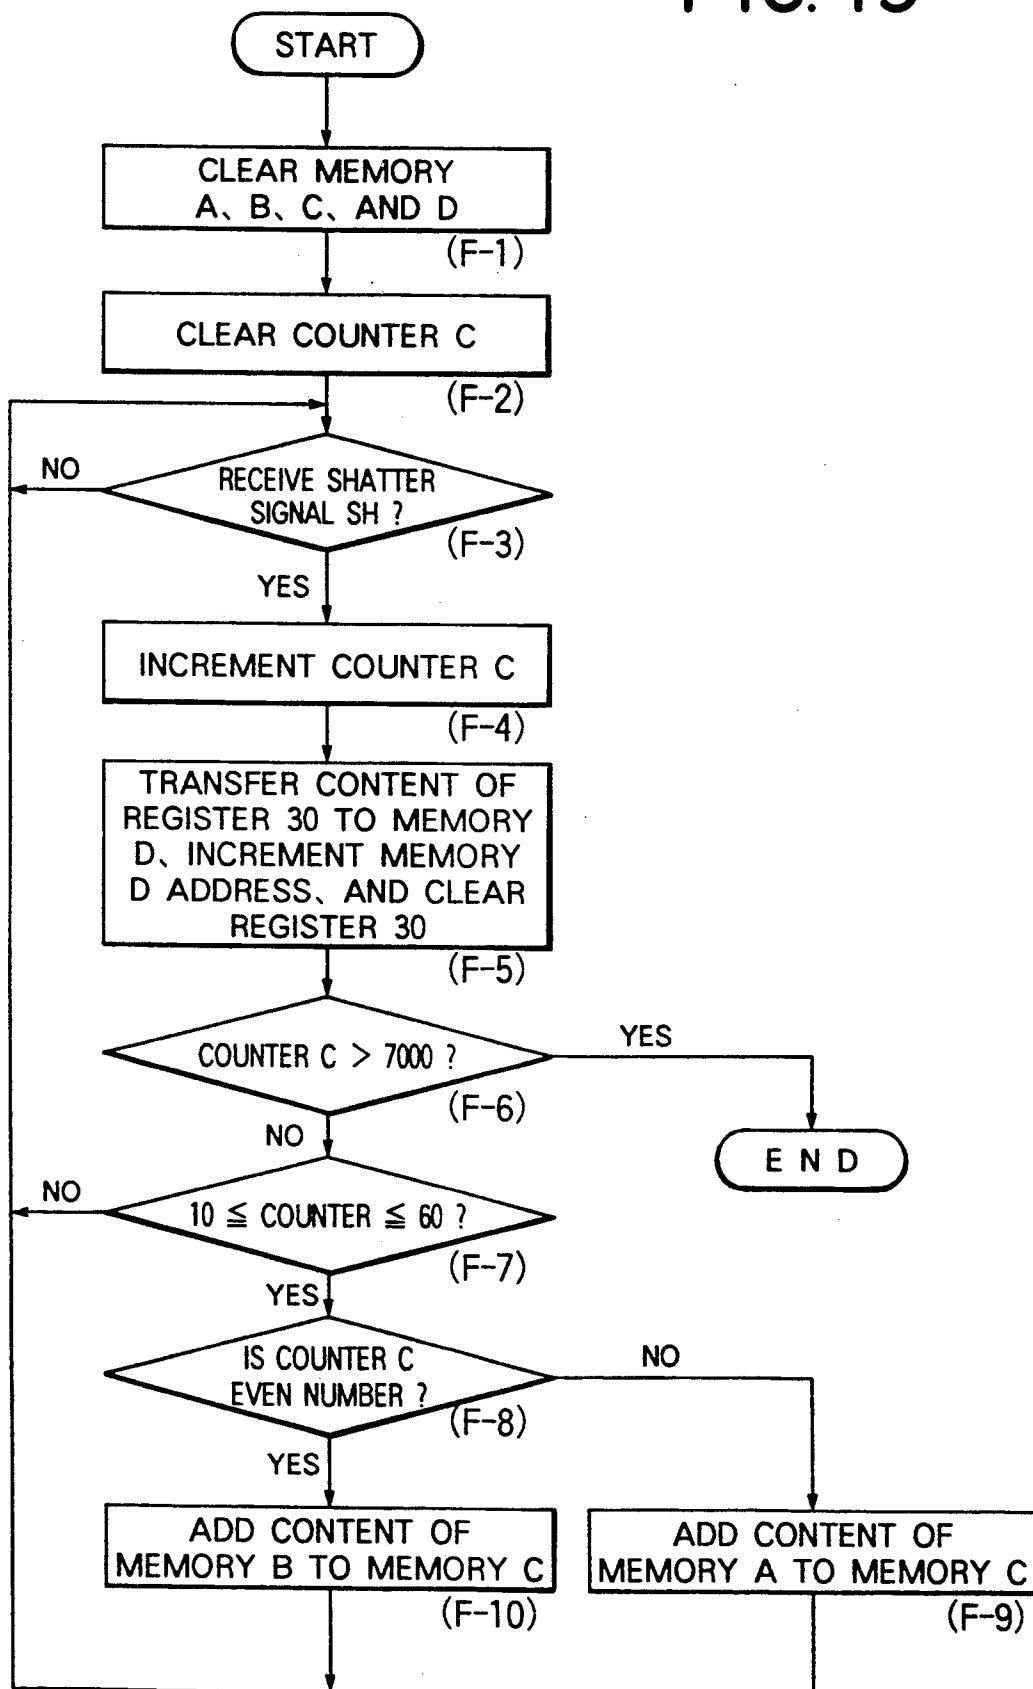 START
CLEAR MEMORY
A、B、C、AND D
(F-1)
CLEAR COUNTER C
(F-2)
NO
RECEIVE SHATTER
SIGNAL SH ?
(F-3)
YES
INCREMENT COUNTER C
(F-4)
TRANSFER CONTENT OF
REGISTER 30 TO MEMORY
D、INCREMENT MEMORY
D ADDRESS、AND CLEAR
REGISTER 30
(F-5)
COUNTER C > 7000 ?
YES
(F-6)
NO
END
NO
10 ≦ COUNTER ≦ 60 ?
(F-7)
YES
IS COUNTER C
EVEN NUMBER ?
NO
(F-8)
YES
ADD CONTENT OF
MEMORY B TO MEMORY C
(F-10)
ADD CONTENT OF
MEMORY A TO MEMORY C
(F-9)